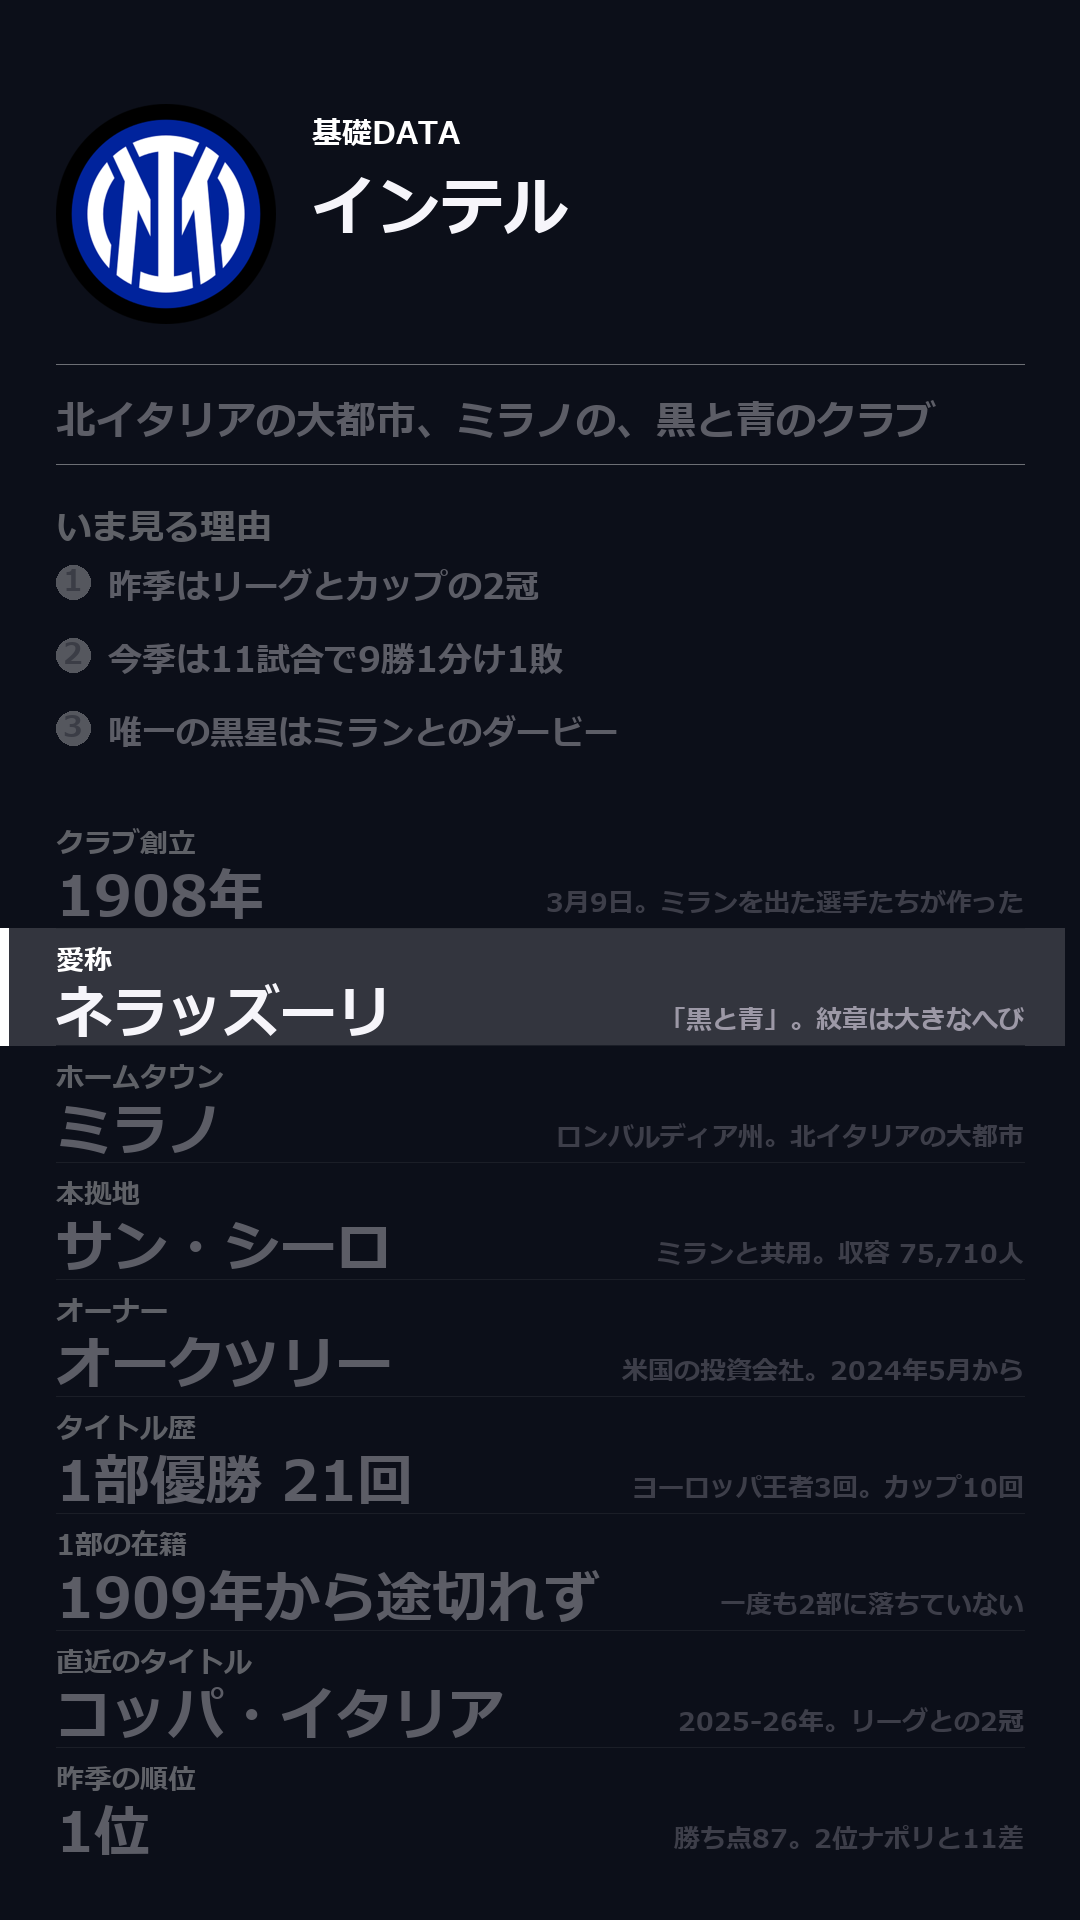 基礎DATA
インテル
北イタリアの大都市、ミラノの、黒と青のクラブ
いま見る理由
1 昨季はリーグとカップの2冠
2 今季は11試合で9勝1分け1敗
3 唯一の黒星はミランとのダービー
クラブ創立
1908年 3月9日。ミランを出た選手たちが作った
愛称
ネラッズーリ 「黒と青」。紋章は大きなへび
ホームタウン
ミラノ ロンバルディア州。北イタリアの大都市
本拠地
サン・シーロ ミランと共用。収容 75,710人
オーナー
オークツリー 米国の投資会社。2024年5月から
タイトル歴
1部優勝 21回 ヨーロッパ王者3回。カップ10回
1部の在籍
1909年から途切れず 一度も2部に落ちていない
直近のタイトル
コッパ・イタリア 2025-26年。リーグとの2冠
昨季の順位
1位 勝ち点87。2位ナポリと11差